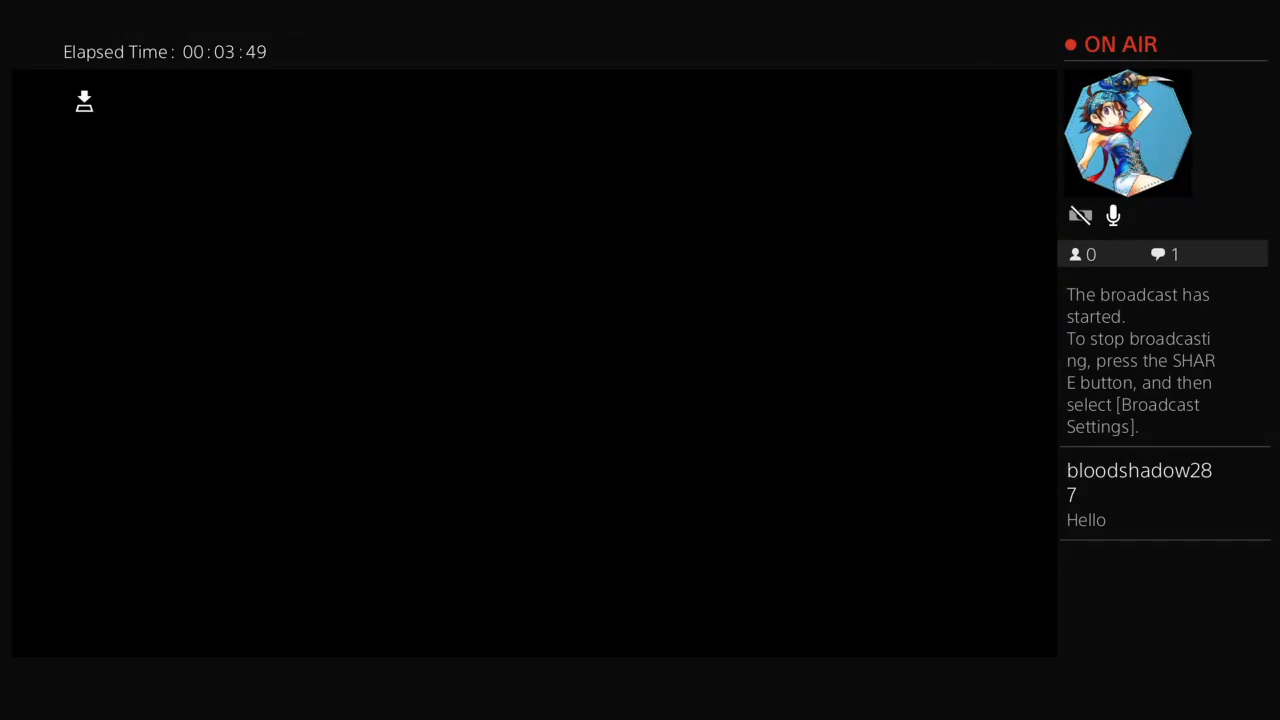 Elapsed Time: 00:03:49
ON AIR
0 1
The broadcast has
started.
To stop broadcasti
ng, press the SHAR
E button, and then
select [Broadcast
Settings].
bloodshadow28
7
Hello